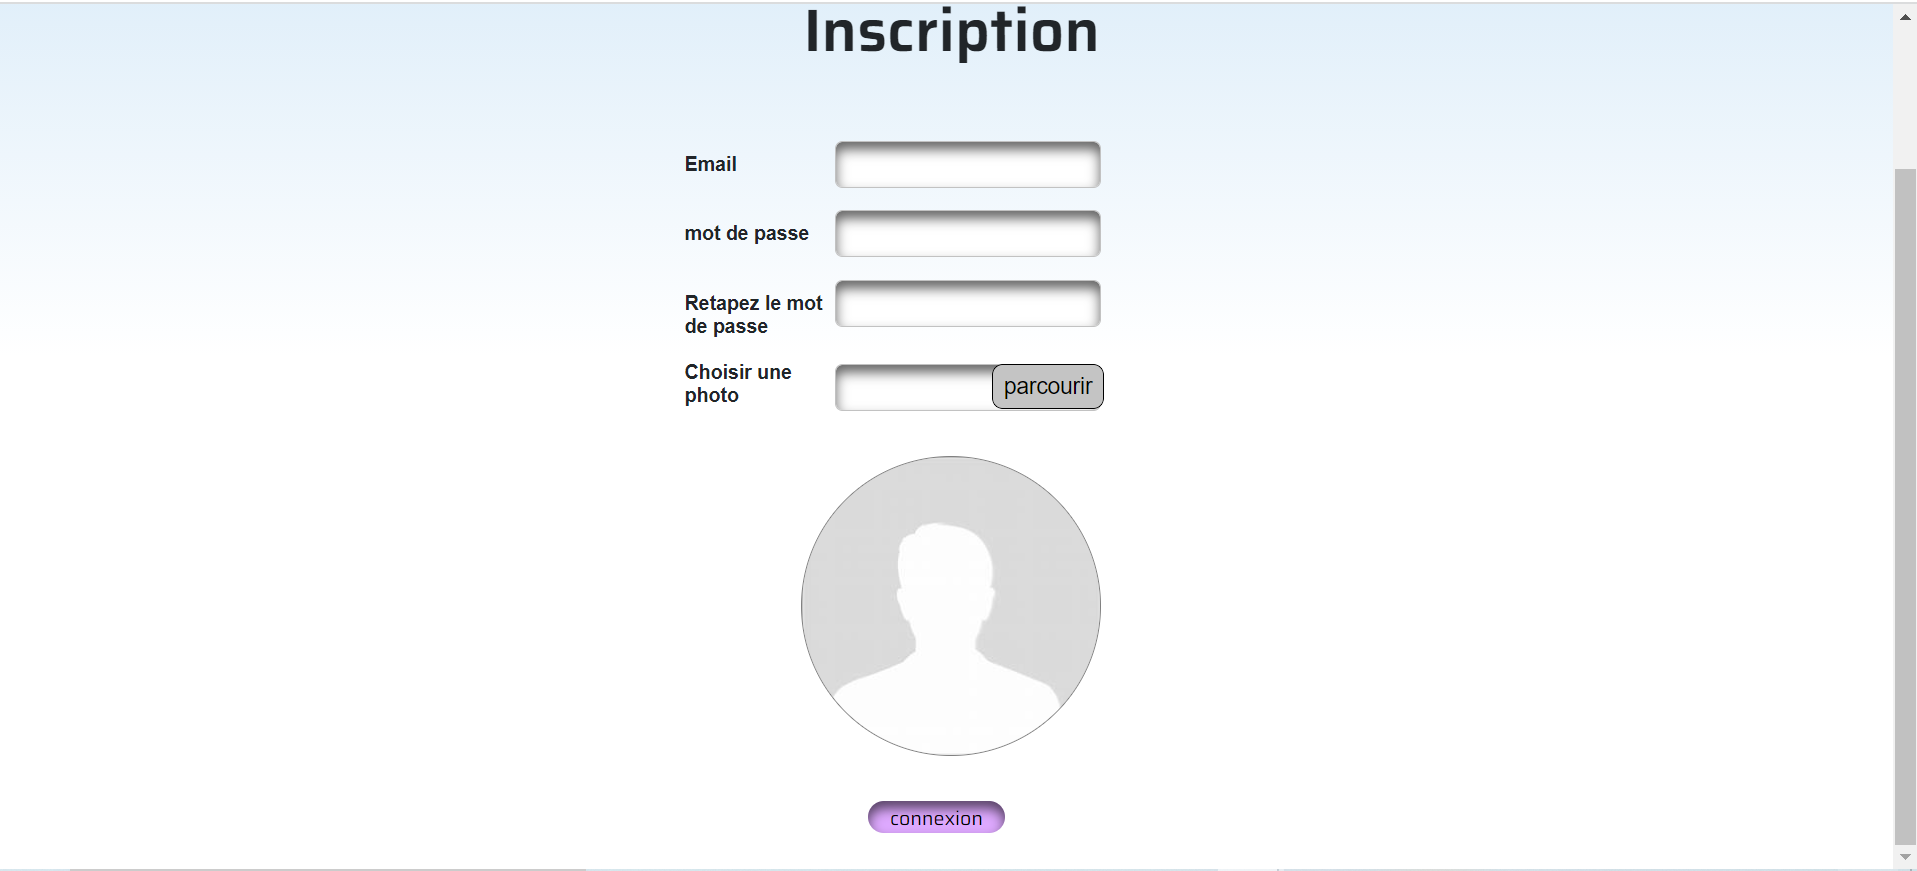 Inscription
Email
mot de passe
Retapez le mot
de passe
Choisir une
photo
parcourir
connexion